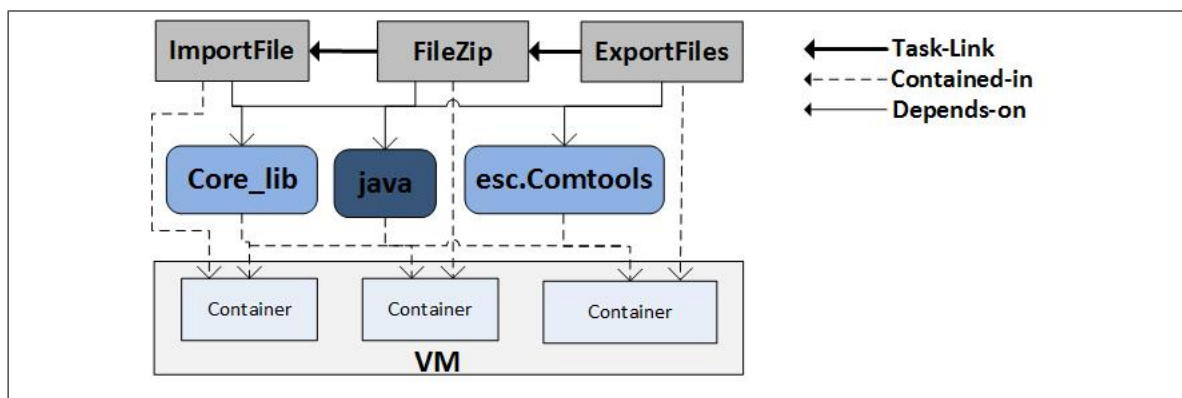 ImportFile
FileZip
ExportFiles
Task-Link
Contained-in
Depends-on
Core_lib
java
esc.Comtools
Container
Container
Container
VM